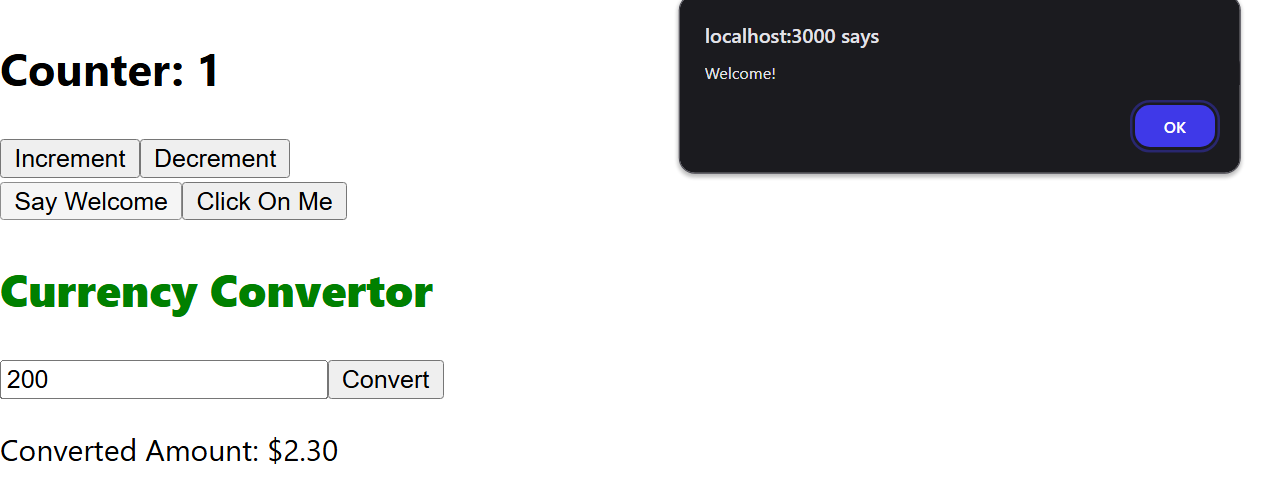 Counter: 1
Increment Decrement
Say Welcome Click On Me
Currency Convertor
200 Convert
Converted Amount: $2.30
localhost:3000 says
Welcome!
OK